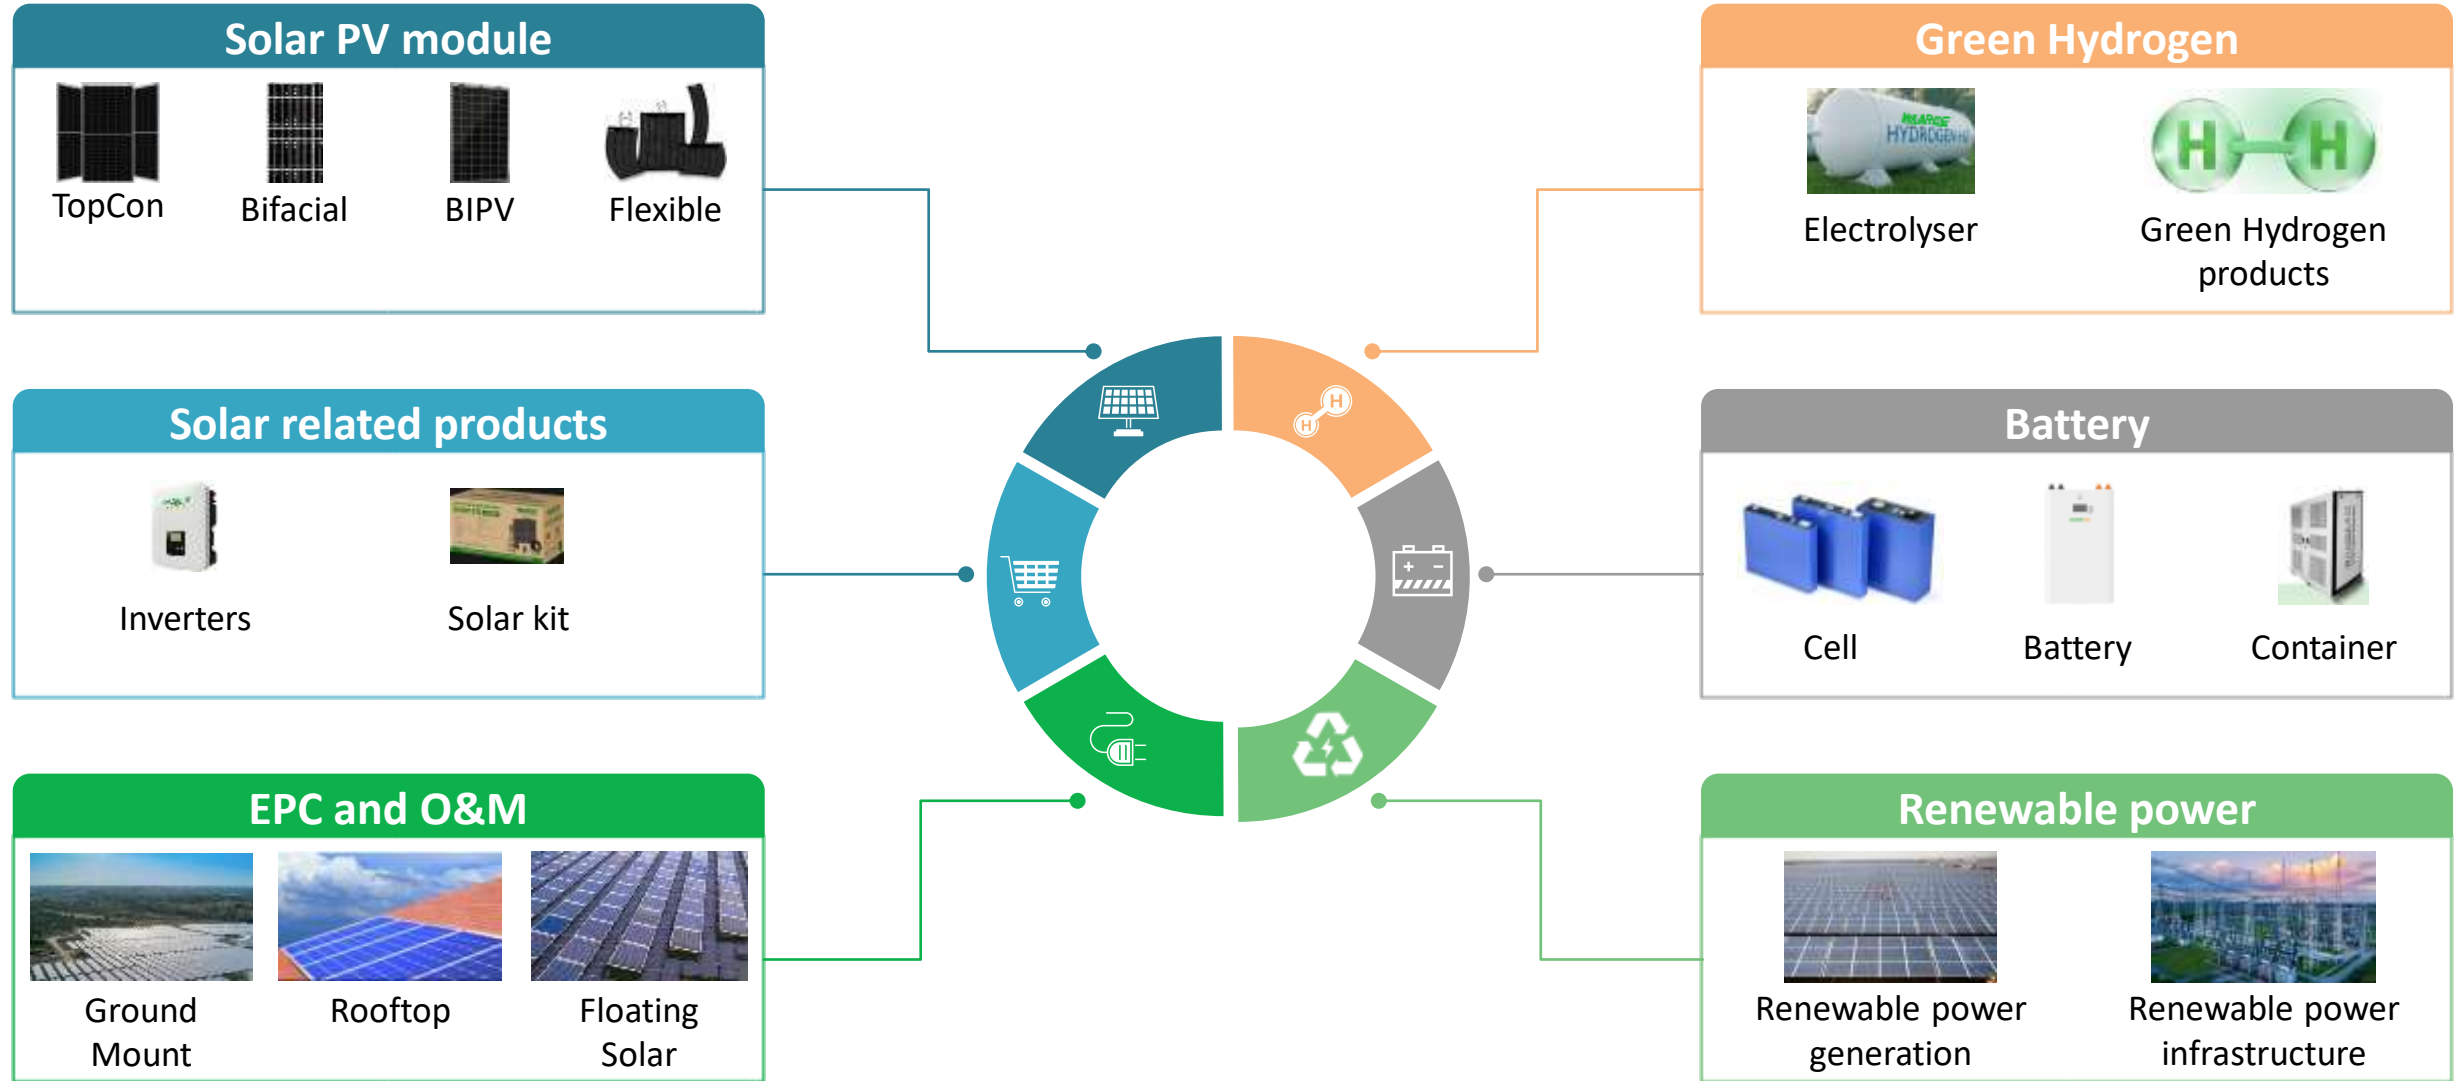 Solar PV module
TopCon
Bifacial
BIPV
Flexible
Solar related products
Inverters
Solar kit
EPC and O&M
Ground
Mount
Rooftop
Floating
Solar
Green Hydrogen
HYDROGEN
Electrolyser
H
H
Green Hydrogen
products
Battery
Cell
Battery
Container
Renewable power
Renewable power
generation
Renewable power
infrastructure
H
H